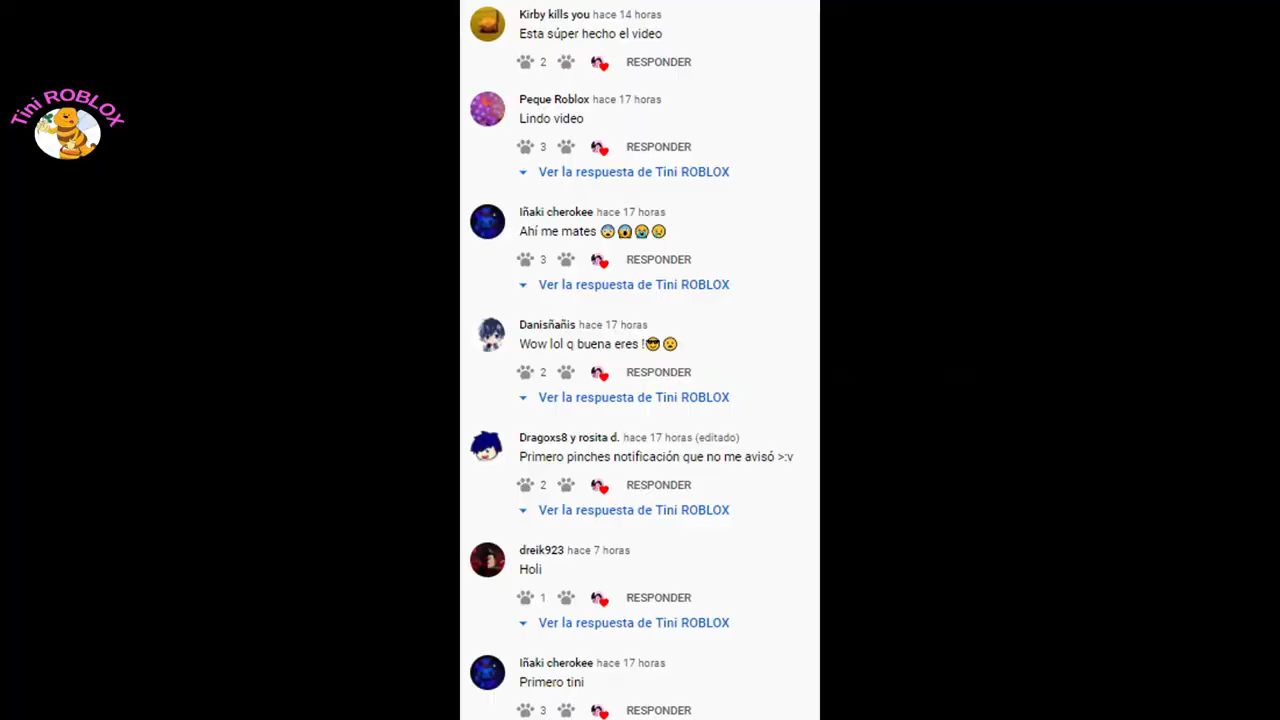 Tini ROBLOX
Kirby kills you hace 14 horas
Esta súper hecho el video
2 RESPONDER
Peque Roblox hace 17 horas
Lindo video
3 RESPONDER
Ver la respuesta de Tini ROBLOX
Iñaki cherokee hace 17 horas
Ahí me mates 😨😱😭😥
3 RESPONDER
Ver la respuesta de Tini ROBLOX
Danisñañis hace 17 horas
Wow lol q buena eres !😎😧
2 RESPONDER
Ver la respuesta de Tini ROBLOX
Dragoxs8 y rosita d. hace 17 horas (editado)
Primero pinches notificación que no me avisó >:v
2 RESPONDER
Ver la respuesta de Tini ROBLOX
dreik923 hace 7 horas
Holi
1 RESPONDER
Ver la respuesta de Tini ROBLOX
Iñaki cherokee hace 17 horas
Primero tini
3 RESPONDER